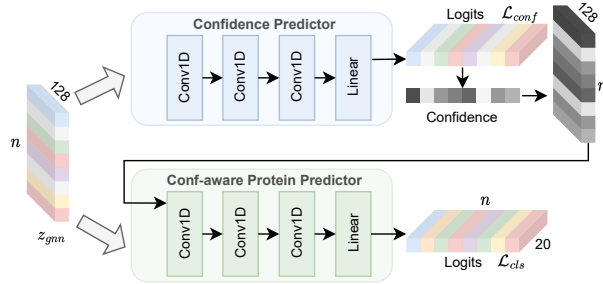 Confidence Predictor
Conv1D
Conv1D
Conv1D
Linear
Logits
ℒconf
Confidence
128
n
128
n
zgnn
Conf-aware Protein Predictor
Conv1D
Conv1D
Conv1D
Linear
n
20
Logits
ℒcls